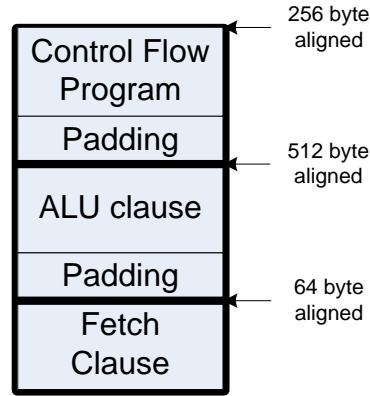 256 byte
aligned
Control Flow
Program
Padding
512 byte
aligned
ALU clause
Padding
64 byte
aligned
Fetch
Clause